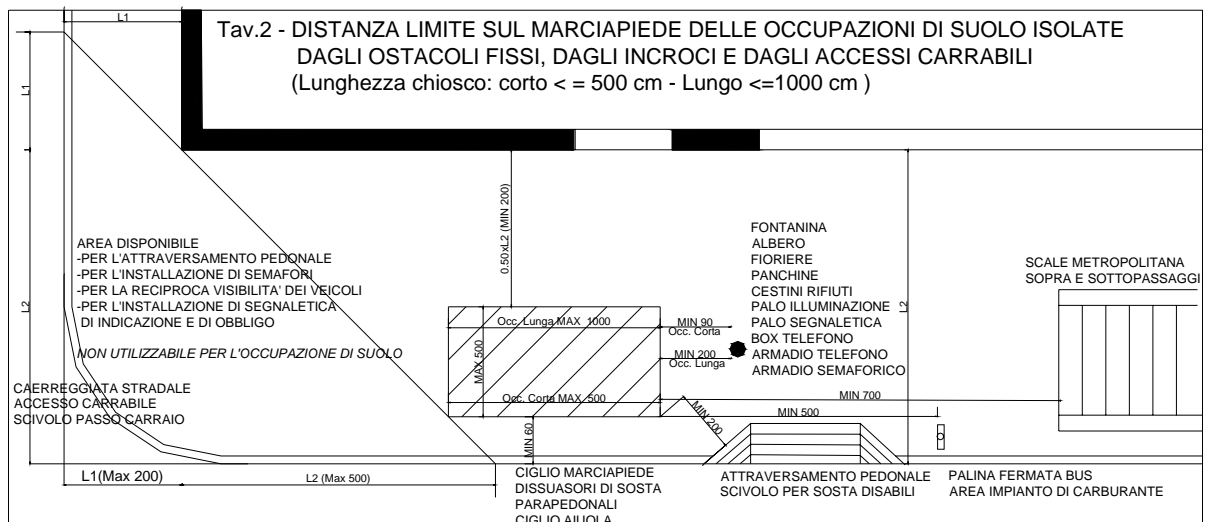 L1
Tav.2 - DISTANZA LIMITE SUL MARCIAPIEDE DELLE OCCUPAZIONI DI SUOLO ISOLATE
DAGLI OSTACOLI FISSI, DAGLI INCROCI E DAGLI ACCESSI CARRABILI
(Lunghezza chiosco: corto < = 500 cm - Lungo <=1000 cm )
L1
L2
AREA DISPONIBILE
-PER L'ATTRAVERSAMENTO PEDONALE
-PER L'INSTALLAZIONE DI SEMAFORI
-PER LA RECIPROCA VISIBILITA' DEI VEICOLI
-PER L'INSTALLAZIONE DI SEGNALETICA
DI INDICAZIONE E DI OBBLIGO
NON UTILIZZABILE PER L'OCCUPAZIONE DI SUOLO
CAERREGGIATA STRADALE
ACCESSO CARRABILE
SCIVOLO PASSO CARRAIO
0.50xL2 (MIN 200)
Occ. Lunga MAX 1000
MAX 500
Occ. Corta MAX 500
MIN 60
MIN 90
Occ. Corta
MIN 200
Occ. Lunga
MIN 200
FONTANINA
ALBERO
FIORIERE
PANCHINE
CESTINI RIFIUTI
PALO ILLUMINAZIONE
PALO SEGNALETICA
BOX TELEFONO
ARMADIO TELEFONO
ARMADIO SEMAFORICO
L2
SCALE METROPOLITANA
SOPRA E SOTTOPASSAGGI
MIN 700
MIN 500
L1(Max 200)
L2 (Max 500)
CIGLIO MARCIAPIEDE
DISSUASORI DI SOSTA
PARAPEDONALI
CIGLIO AIUOLA
ATTRAVERSAMENTO PEDONALE
SCIVOLO PER SOSTA DISABILI
PALINA FERMATA BUS
AREA IMPIANTO DI CARBURANTE